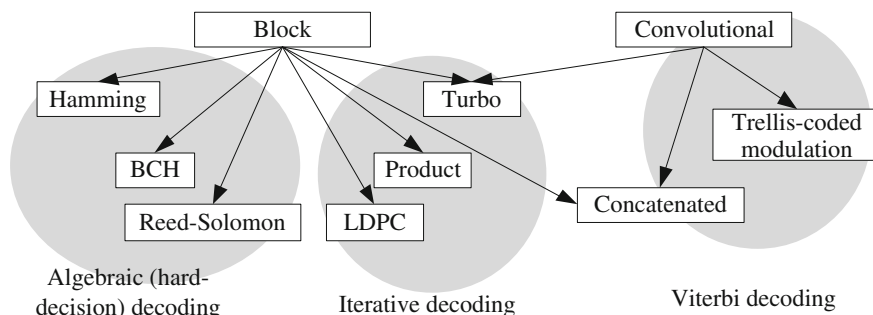 Block
Convolutional
Hamming
Turbo
Trellis-coded
modulation
BCH
Product
Reed-Solomon
LDPC
Concatenated
Algebraic (hard-
decision) decoding
Iterative decoding
Viterbi decoding